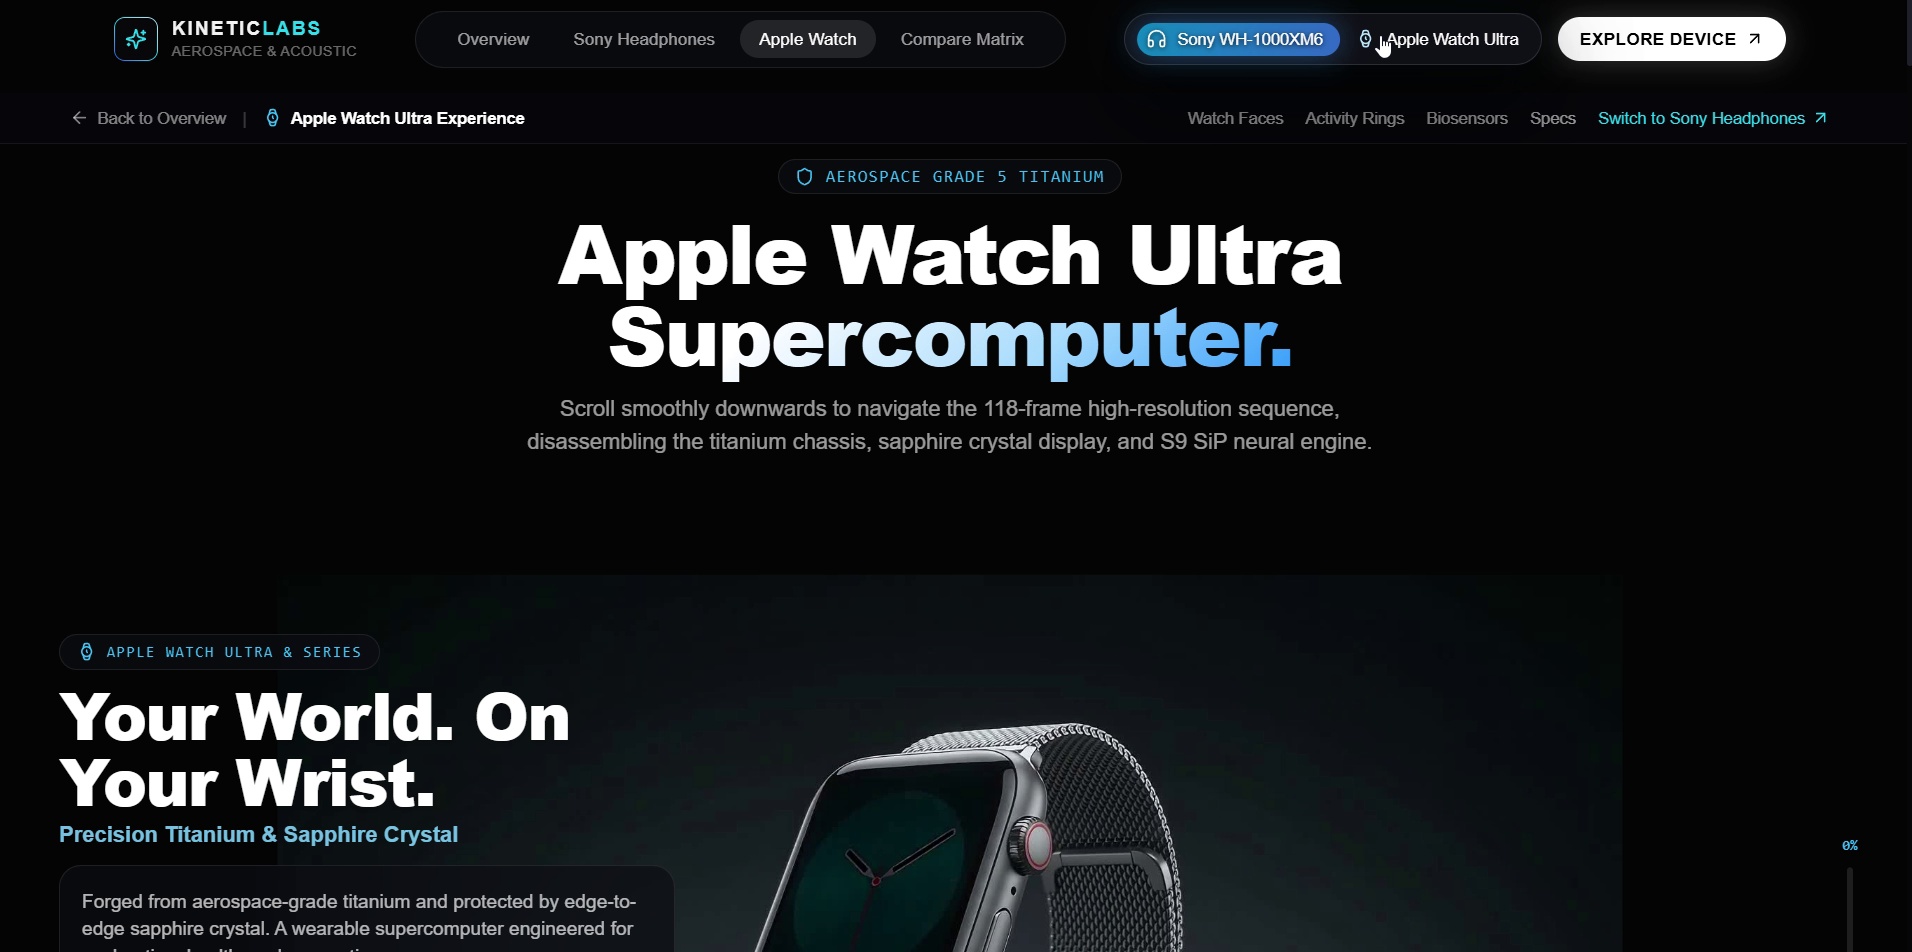 KINETICLABS
AEROSPACE & ACOUSTIC
Overview
Sony Headphones
Apple Watch
Compare Matrix
Sony WH-1000XM6
Apple Watch Ultra
EXPLORE DEVICE
Back to Overview
|
Apple Watch Ultra Experience
Watch Faces
Activity Rings
Biosensors
Specs
Switch to Sony Headphones
AEROSPACE GRADE 5 TITANIUM
Apple Watch Ultra
Supercomputer.
Scroll smoothly downwards to navigate the 118-frame high-resolution sequence,
disassembling the titanium chassis, sapphire crystal display, and S9 SiP neural engine.
APPLE WATCH ULTRA & SERIES
Your World. On
Your Wrist.
Precision Titanium & Sapphire Crystal
0%
Forged from aerospace-grade titanium and protected by edge-to-
edge sapphire crystal. A wearable supercomputer engineered for